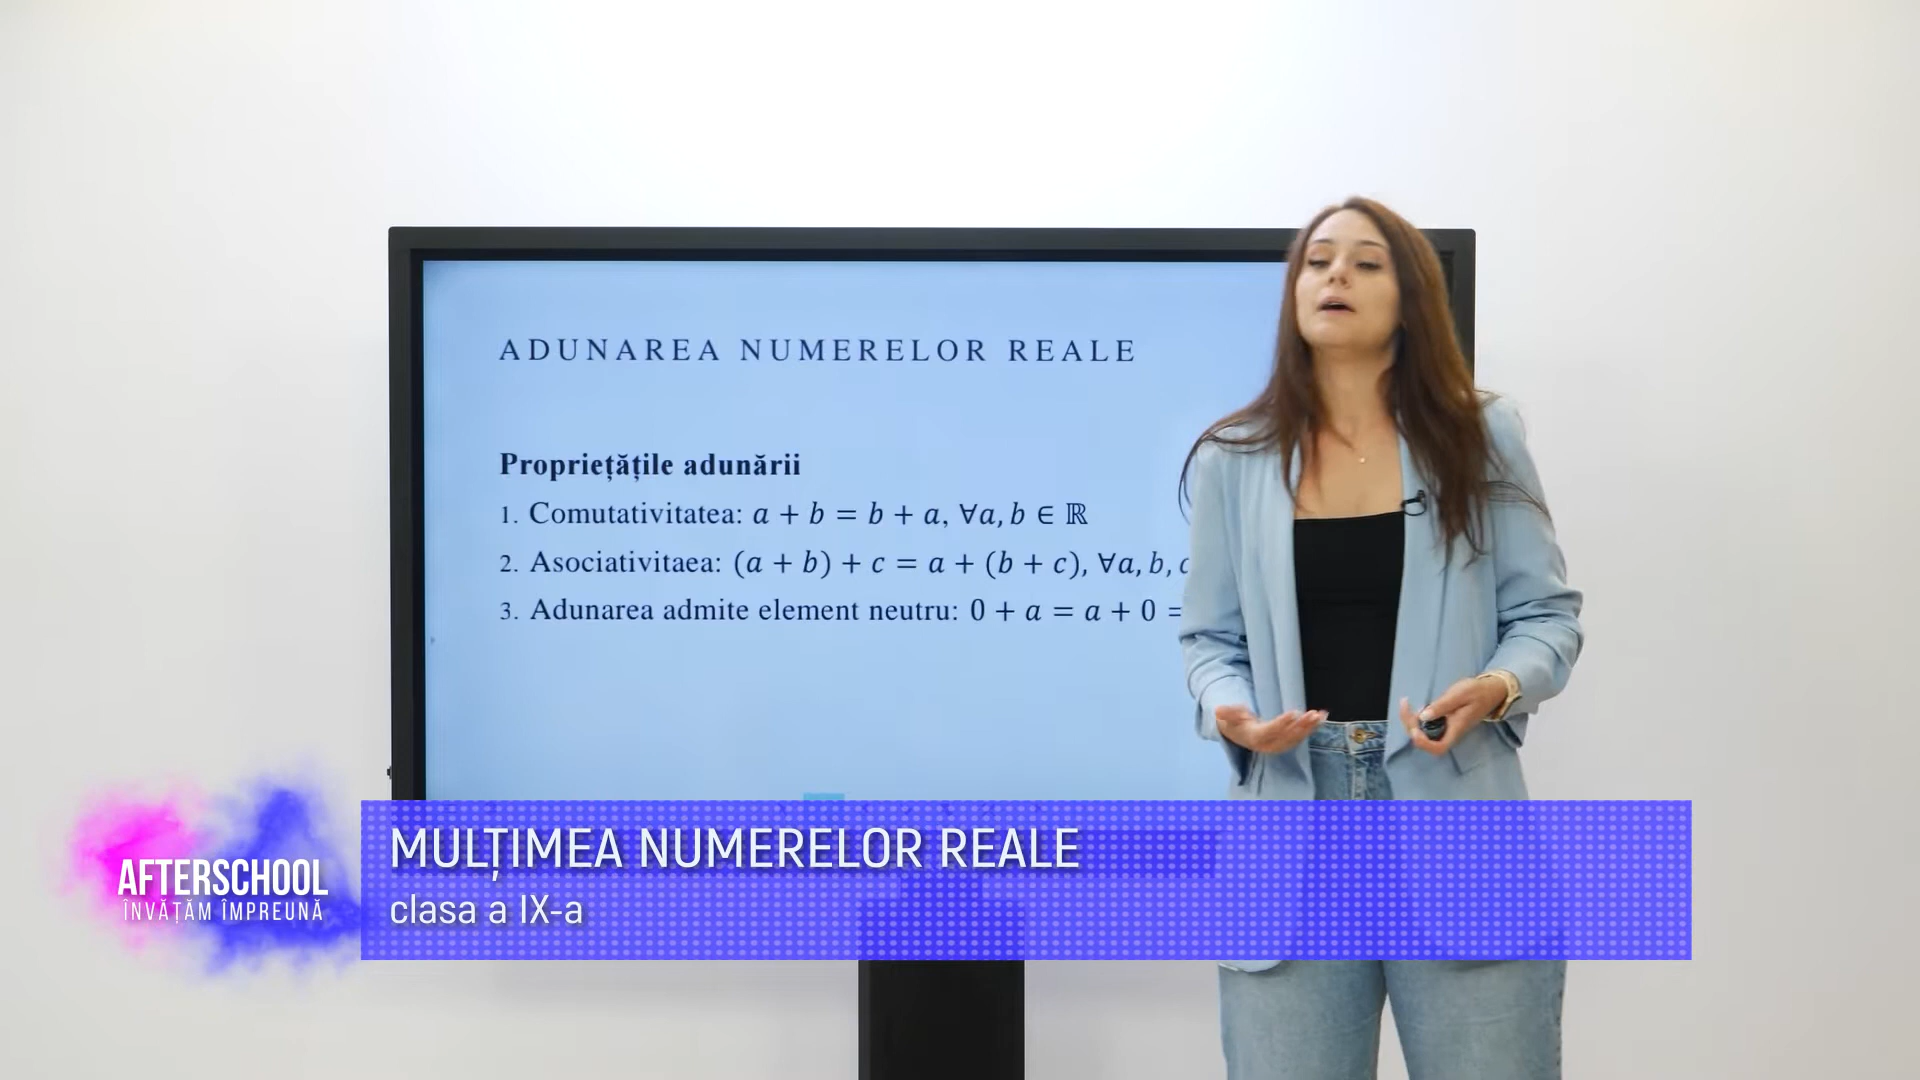 ADUNAREA NUMERELOR REALE
Proprietățile adunării
1. Comutativitatea: a + b = b + a, ∀a, b ∈ ℝ
2. Asociativitaea: (a + b) + c = a + (b + c), ∀a, b, c
3. Adunarea admite element neutru: 0 + a = a + 0 =
MULȚIMEA NUMERELOR REALE
clasa a IX-a
AFTERSCHOOL
ÎNVĂȚĂM ÎMPREUNĂ